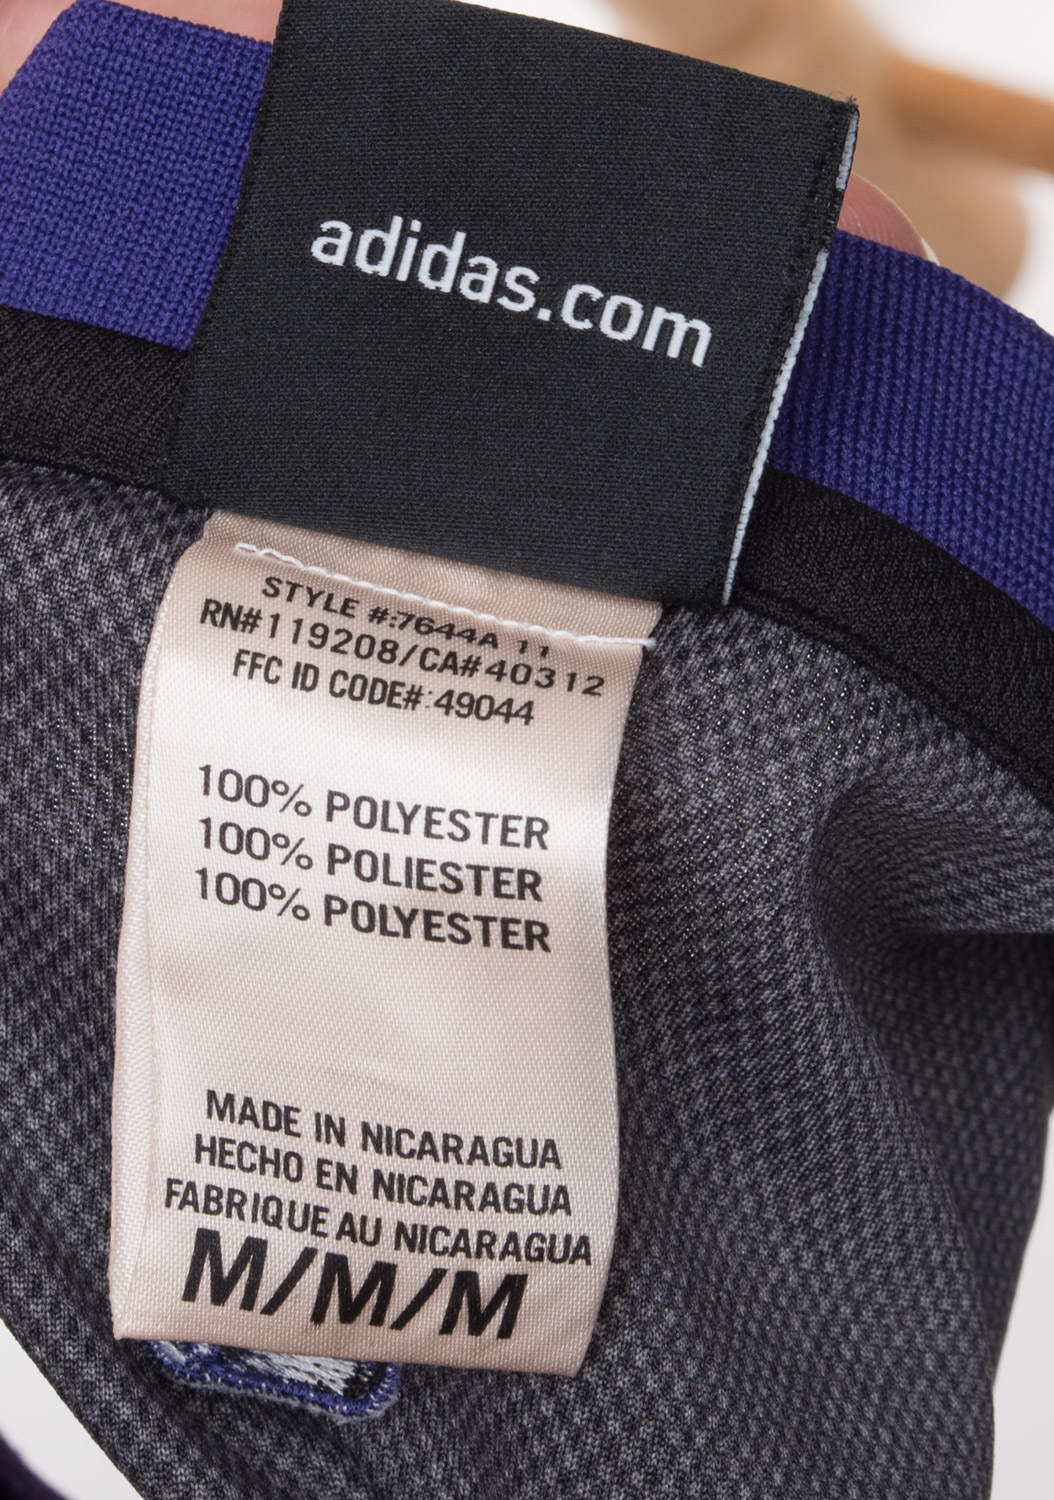 adidas.com
STYLE #:7644A 11
RN#119208/CA#40312
FFC ID CODE#:49044
100% POLYESTER
100% POLIESTER
100% POLYESTER
MADE IN NICARAGUA
HECHO EN NICARAGUA
FABRIQUE AU NICARAGUA
M/M/M